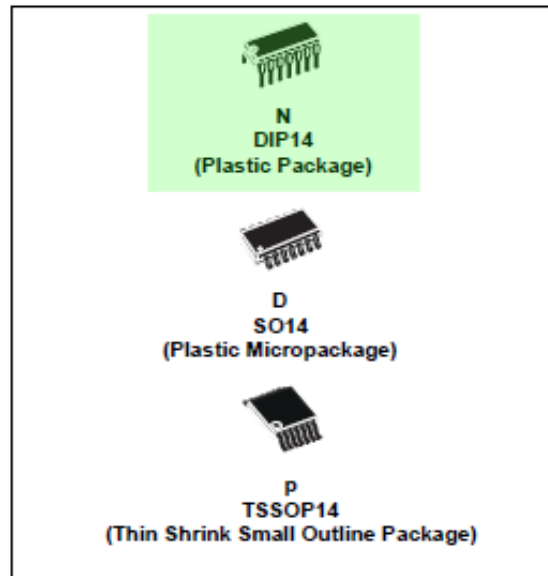 N
DIP14
(Plastic Package)
D
SO14
(Plastic Micropackage)
P
TSSOP14
(Thin Shrink Small Outline Package)